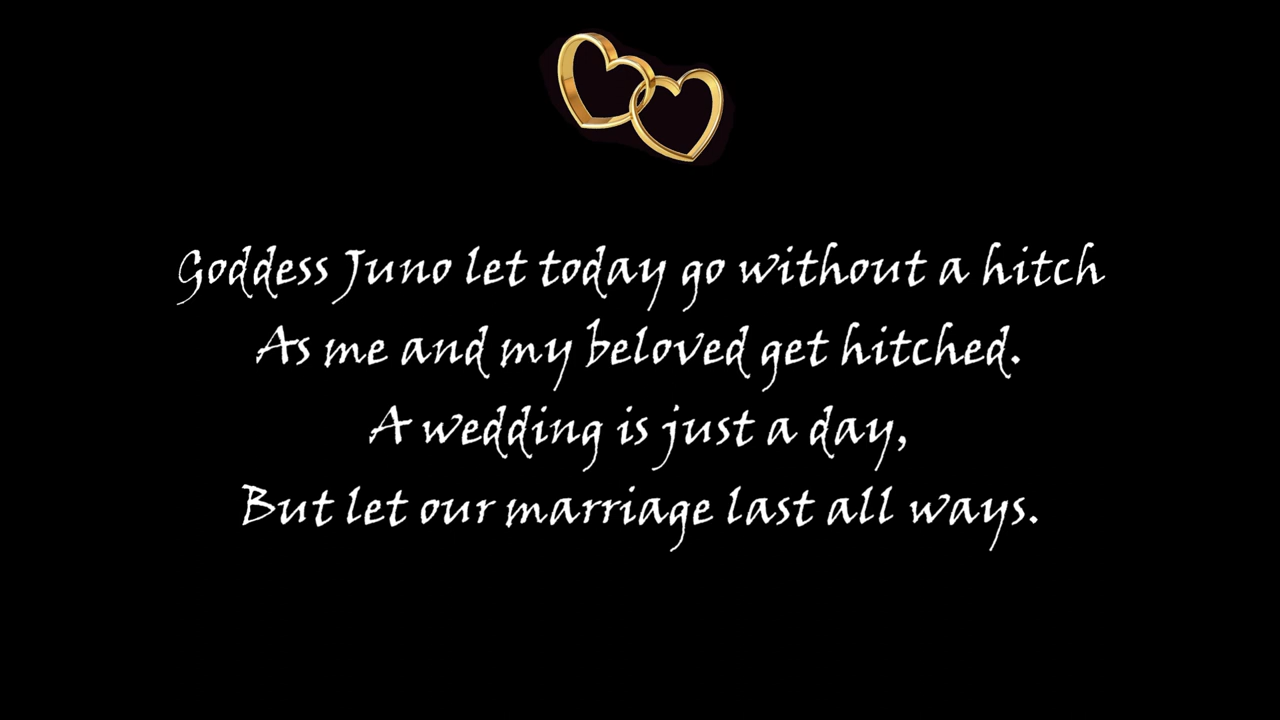 Goddess Juno let today go without a hitch
As me and my beloved get hitched.
A wedding is just a day,
But let our marriage last all ways.